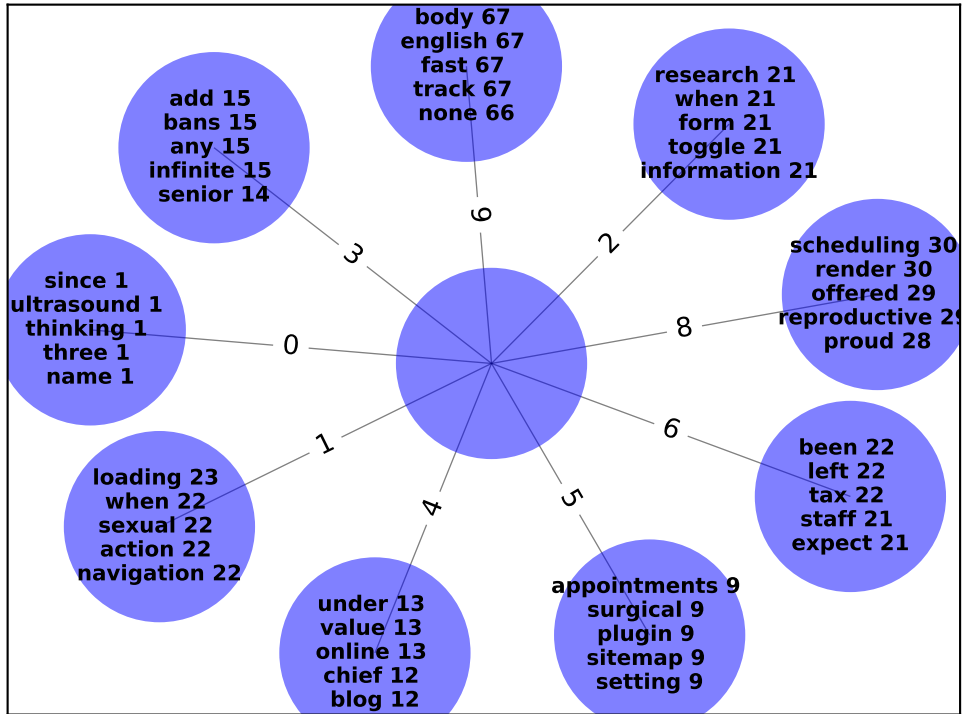 body 67
english 67
fast 67
track 67
none 66
research 21
when 21
form 21
toggle 21
information 21
add 15
bans 15
any 15
infinite 15
senior 14
scheduling 30
render 30
offered 29
reproductive 29
proud 28
since 1
ultrasound 1
thinking 1
three 1
name 1
9
2
3
8
0
6
1
5
4
been 22
left 22
tax 22
staff 21
expect 21
loading 23
when 22
sexual 22
action 22
navigation 22
appointments 9
surgical 9
plugin 9
sitemap 9
setting 9
under 13
value 13
online 13
chief 12
blog 12